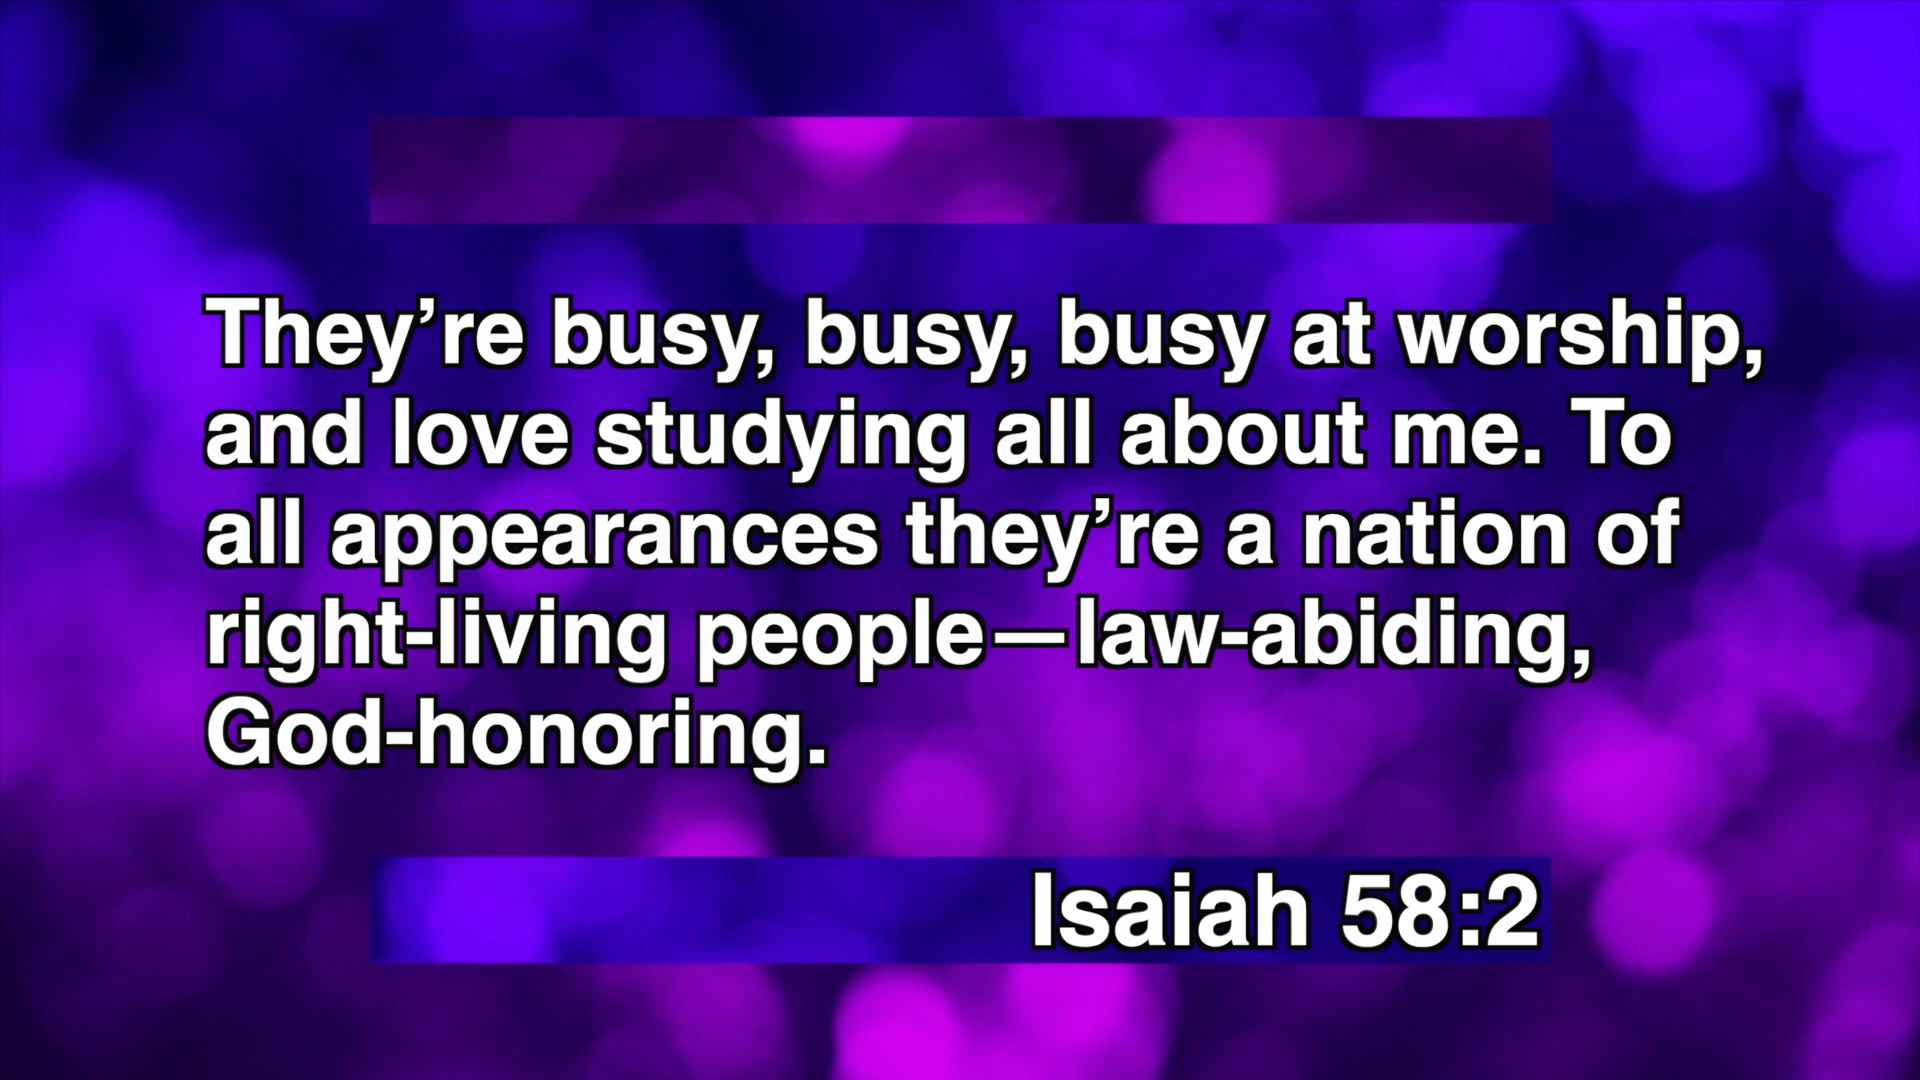 They’re busy, busy, busy at worship,
and love studying all about me. To
all appearances they’re a nation of
right-living people—law-abiding,
God-honoring.
Isaiah 58:2